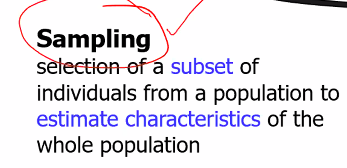 Sampling
selection of a subset of
individuals from a population to
estimate characteristics of the
whole population